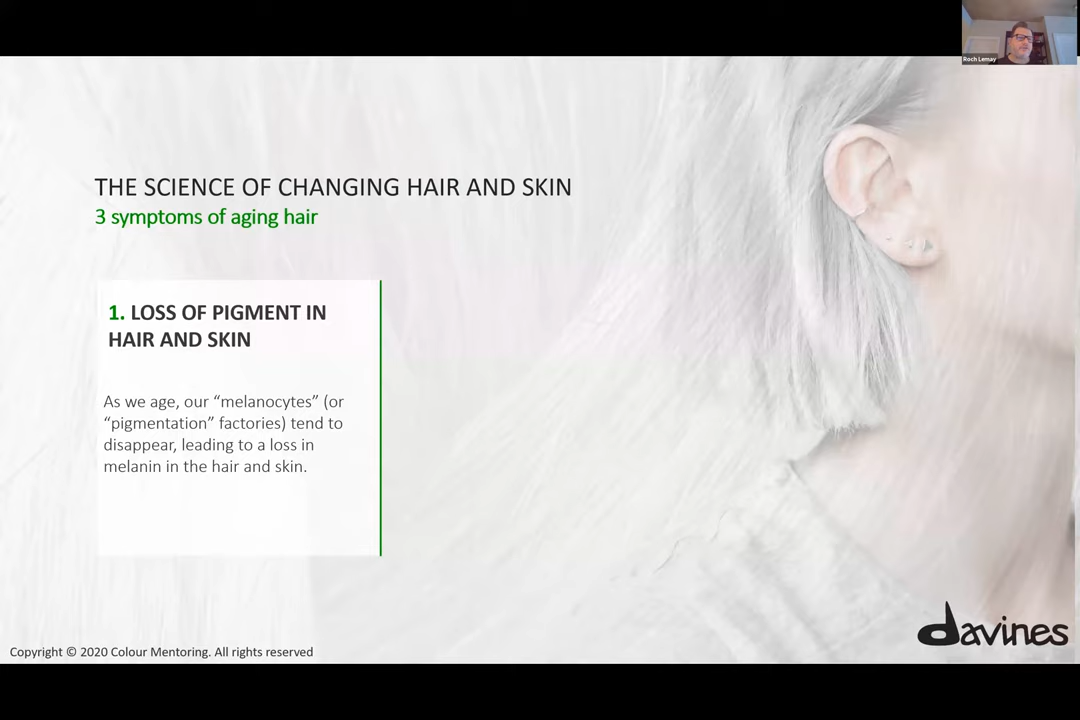 Roch Lemay
THE SCIENCE OF CHANGING HAIR AND SKIN
3 symptoms of aging hair
1. LOSS OF PIGMENT IN
HAIR AND SKIN
As we age, our “melanocytes” (or
“pigmentation” factories) tend to
disappear, leading to a loss in
melanin in the hair and skin.
davines
Copyright © 2020 Colour Mentoring. All rights reserved